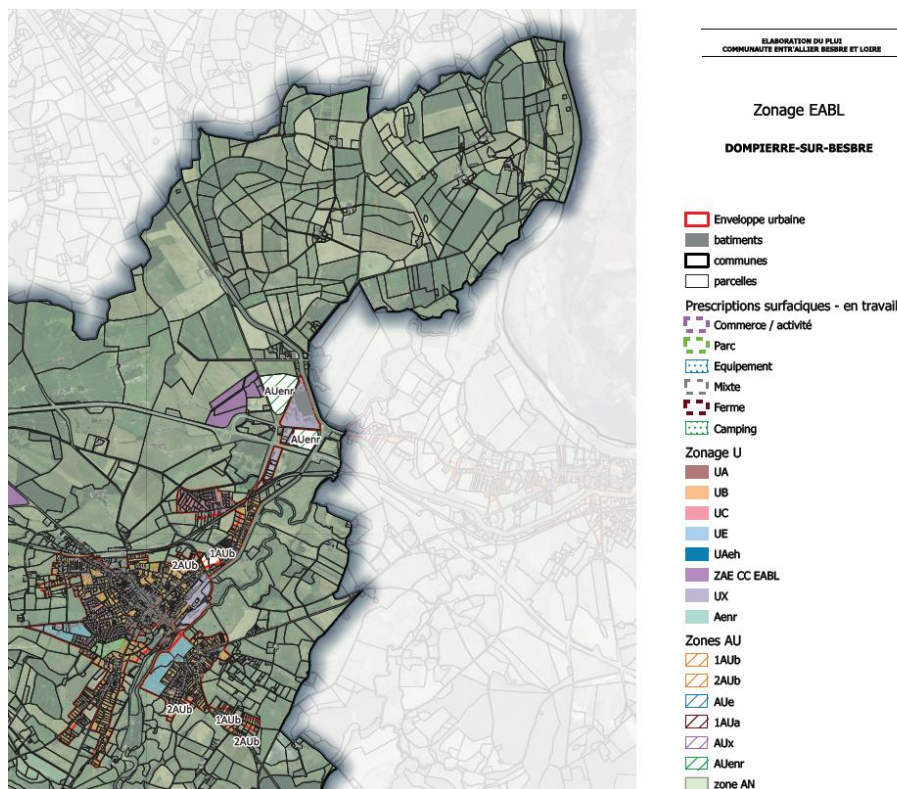 ELABORATION DU PLUI
COMMUNAUTE ENTR'ALLIER BESBRE ET LOIRE
Zonage EABL
DOMPIERRE-SUR-BESBRE
Enveloppe urbaine
batiments
communes
parcelles
Prescriptions surfaciques - en travail
Commerce / activité
Parc
Equipement
Mixte
Ferme
Camping
Zonage U
UA
UB
UC
UE
UAeh
ZAE CC EABL
UX
Aenr
Zones AU
1AUb
2AUb
AUe
1AUa
AUx
AUenr
zone AN
AUenr
AUenr
1AUb
2AUb
2AUb
1AUb
2AUb